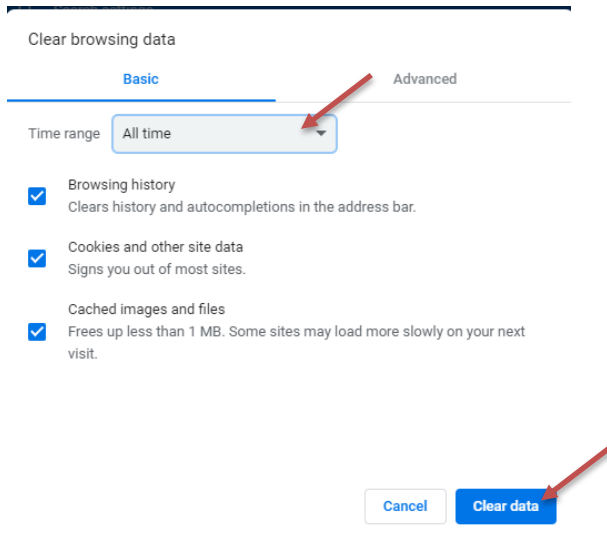 Clear browsing data
Basic Advanced
Time range All time
Browsing history
Clears history and autocompletions in the address bar.
Cookies and other site data
Signs you out of most sites.
Cached images and files
Frees up less than 1 MB. Some sites may load more slowly on your next
visit.
Cancel Clear data